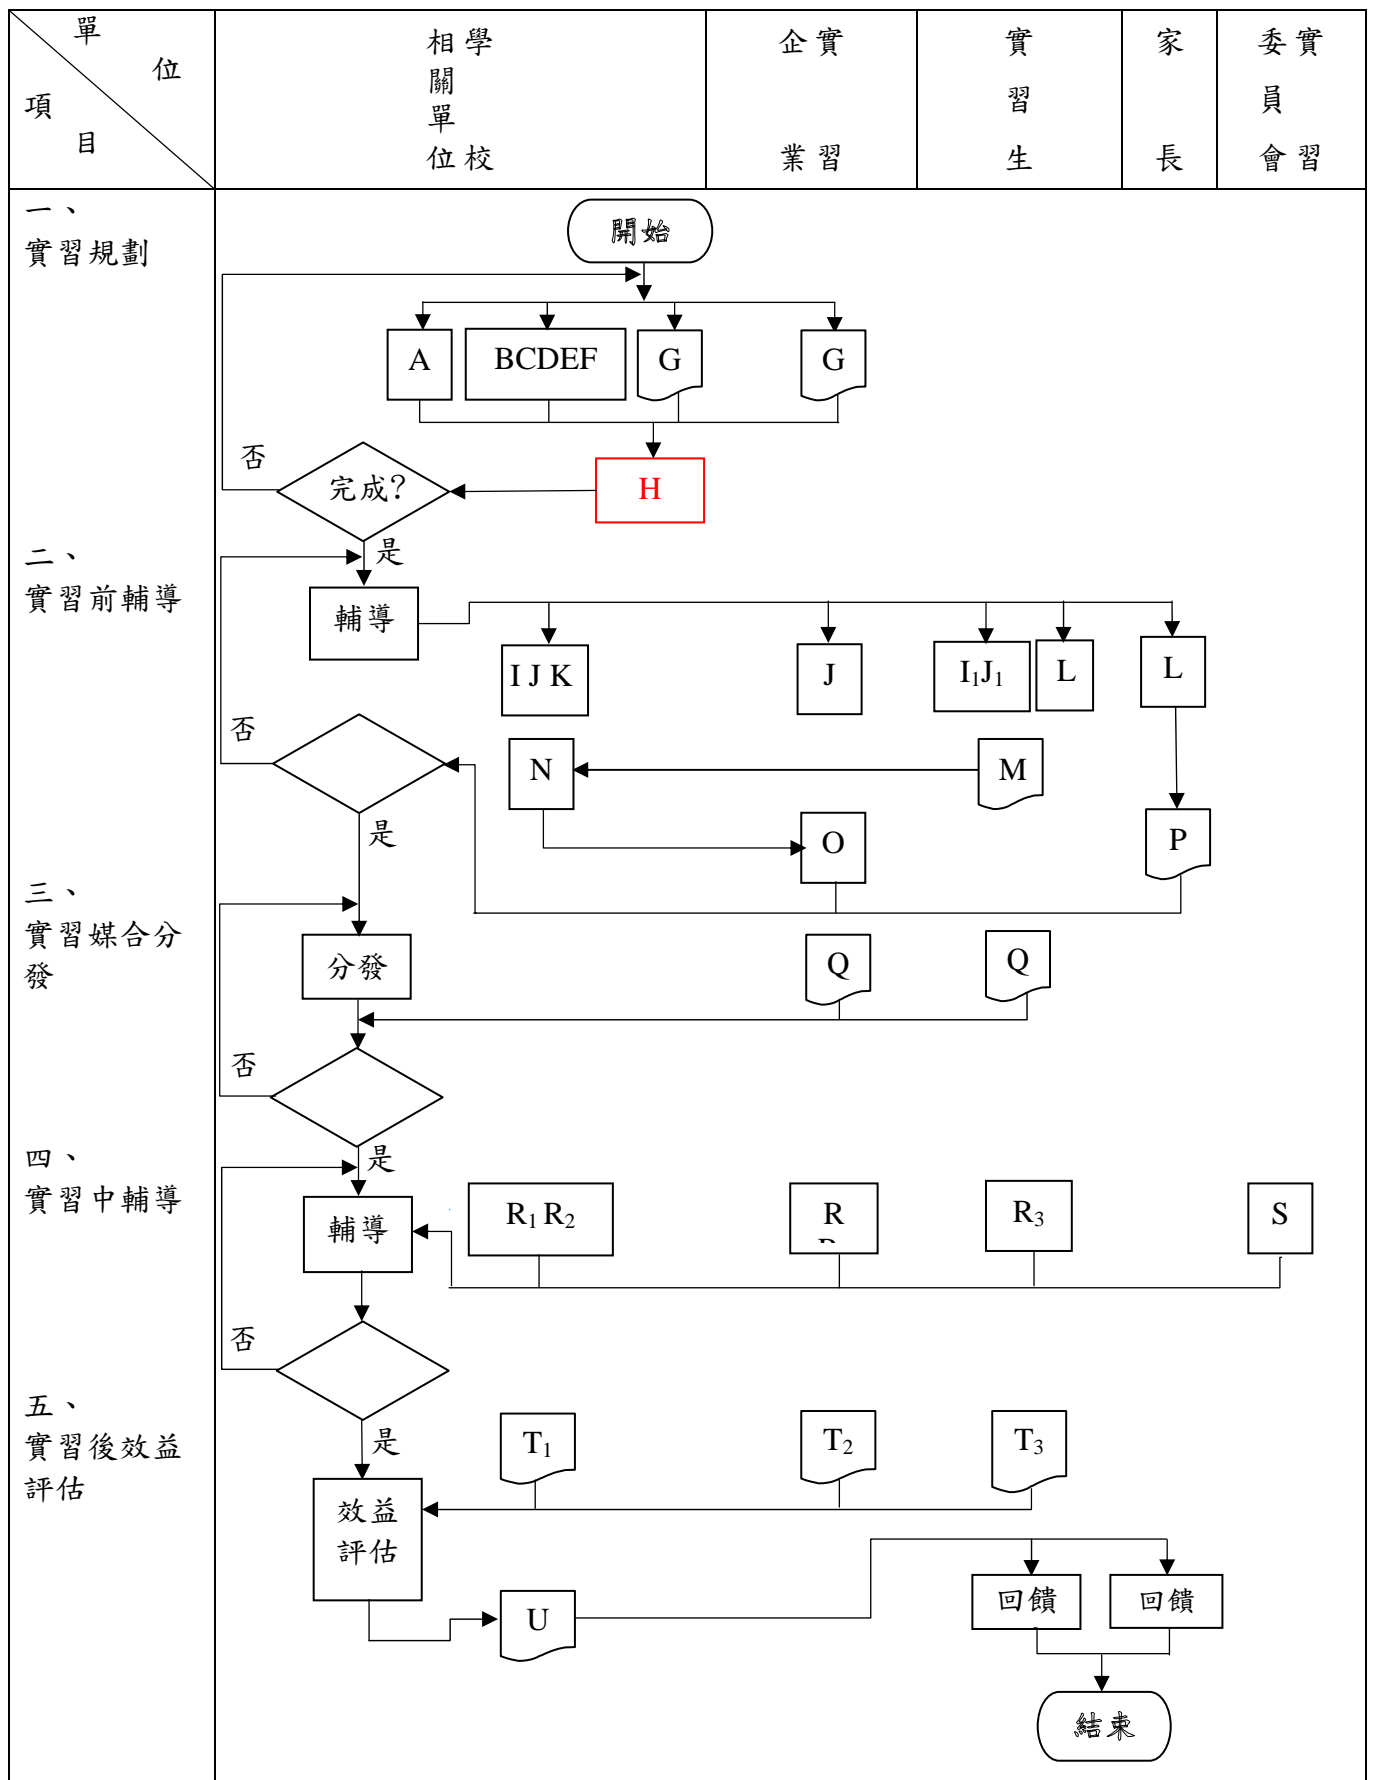 單
位
項
目
學校
相關單位
實習
企業
實習生
家長
實習
委員會
一、
實習規劃
開始
A
BCDEF
G
G
否
完成?
H
是
二、
實習前輔導
輔導
I J K
J
I₁J₁
L
L
否
N
M
是
O
P
三、
實習媒合分
發
分發
Q
Q
否
是
四、
實習中輔導
輔導
R₁ R₂
R
R₃
S
否
五、
實習後效益
評估
是
T₁
T₂
T₃
效益
評估
U
回饋
回饋
結束